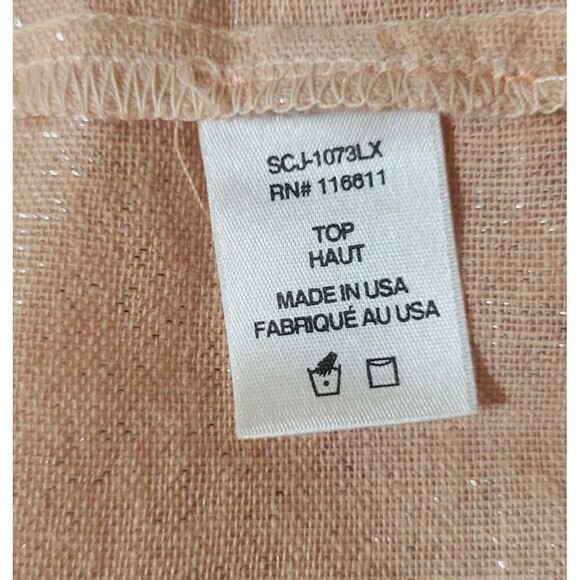 SCJ-1073LX
RN# 116611
TOP
HAUT
MADE IN USA
FABRIQUÉ AU USA